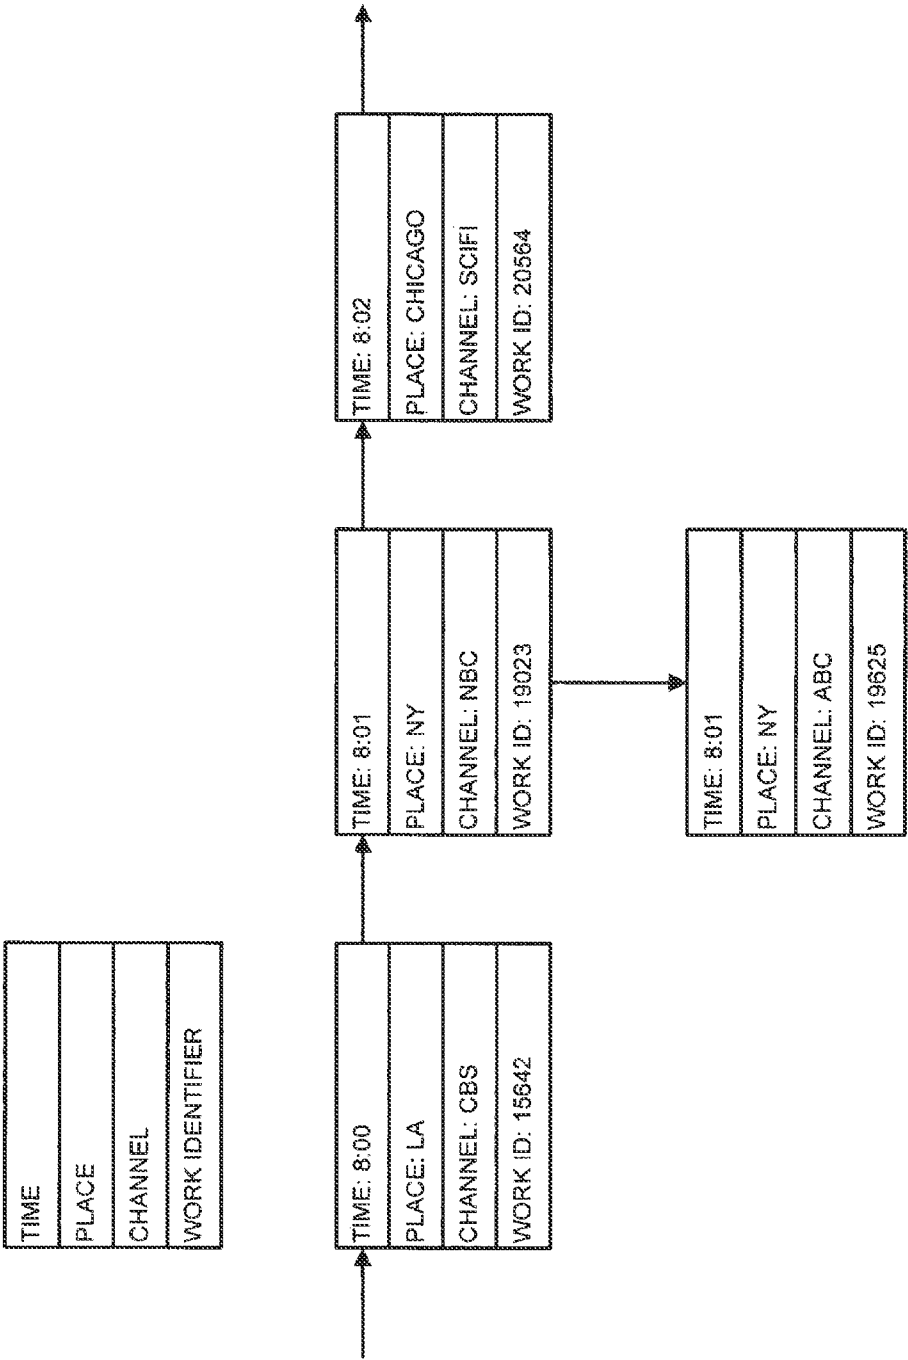 TIME
PLACE
CHANNEL
WORK IDENTIFIER
TIME: 8:00
PLACE: LA
CHANNEL: CBS
WORK ID: 15642
TIME: 8:01
PLACE: NY
CHANNEL: NBC
WORK ID: 19023
TIME: 8:02
PLACE: CHICAGO
CHANNEL: SCIFI
WORK ID: 20564
TIME: 8:01
PLACE: NY
CHANNEL: ABC
WORK ID: 19625